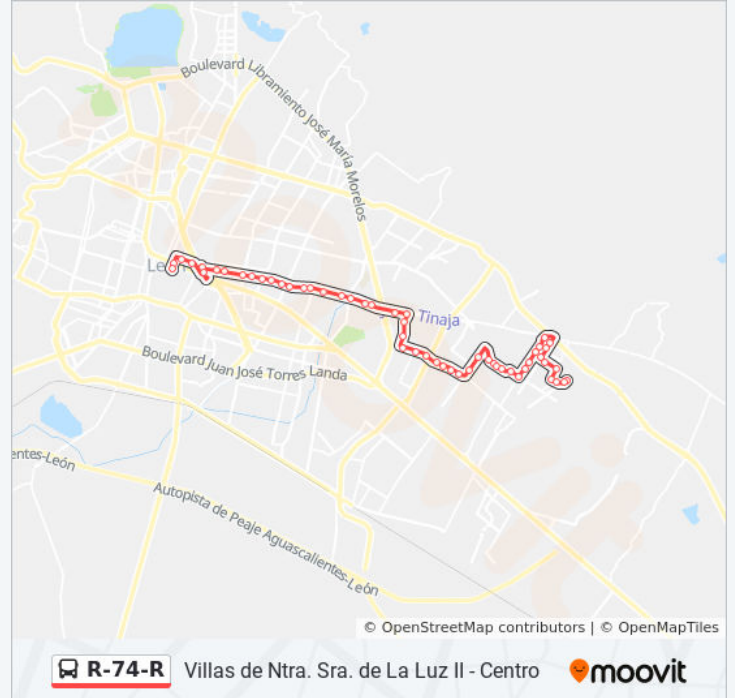 Boulevard Libramiento José María Morelos
Le
Tinaja
Boulevard Juan José Torres Landa
entes-León
Autopista de Peaje Aguascalientes-León
© OpenStreetMap contributors | © OpenMapTiles
R-74-R Villas de Ntra. Sra. de La Luz II - Centro moovit